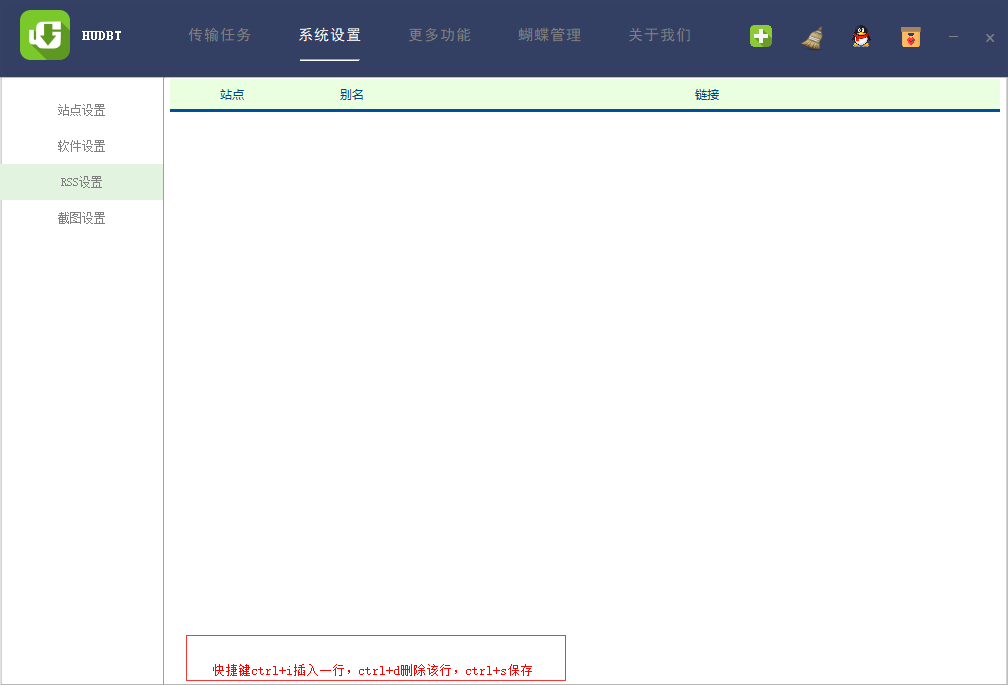 HUDBT
传输任务 系统设置 更多功能 蝴蝶管理 关于我们
站点设置
软件设置
RSS设置
截图设置
站点 别名 链接
快捷键ctrl+i插入一行，ctrl+d删除该行，ctrl+s保存